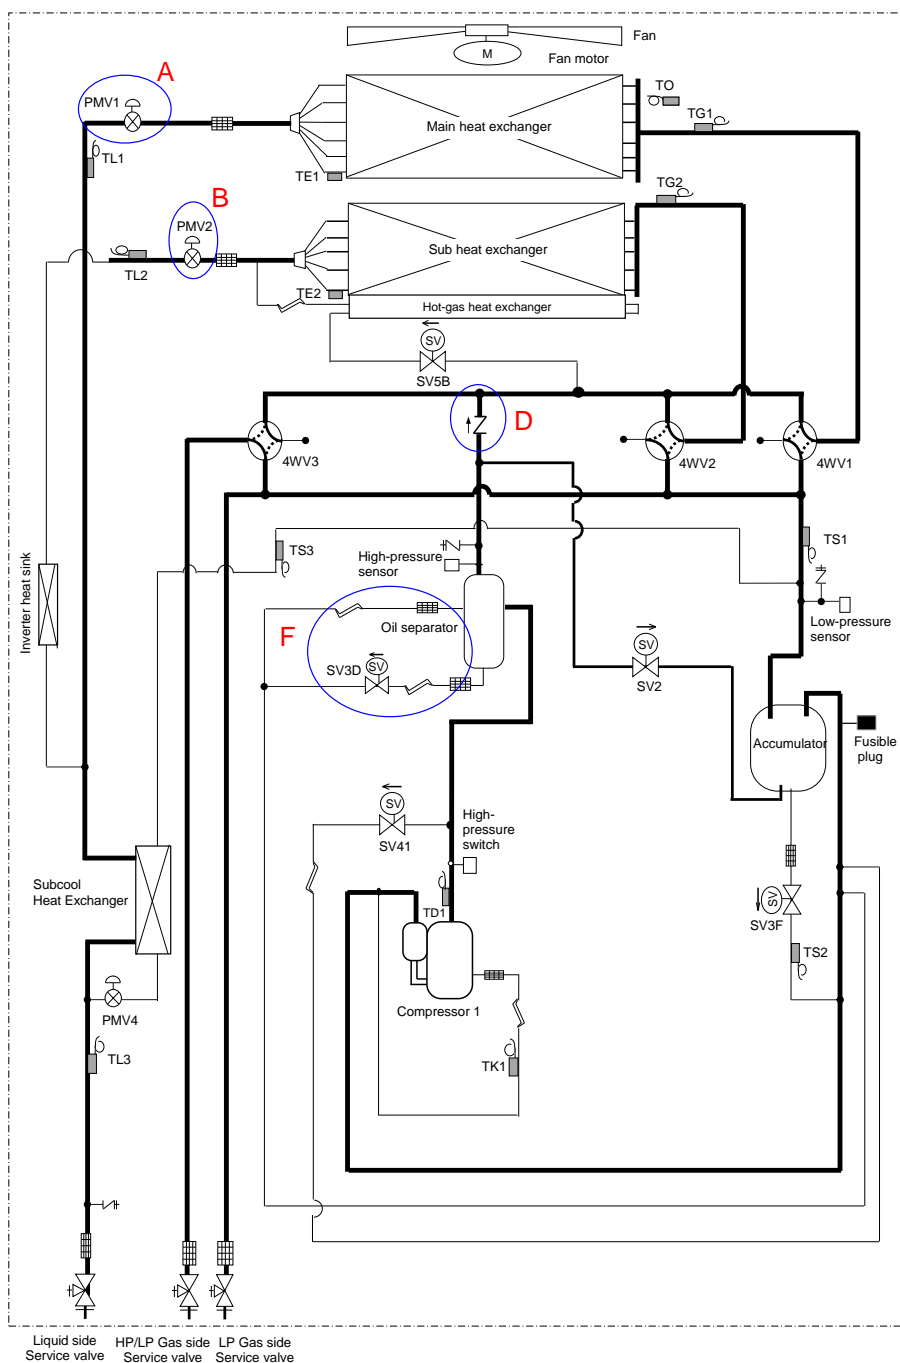 Fan
M
Fan motor
A
PMV1
TO
Main heat exchanger
TG1
TL1
TE1
TG2
B
PMV2
Sub heat exchanger
TL2
TE2
Hot-gas heat exchanger
SV
SV5B
D
4WV3
4WV2
4WV1
TS3
TS1
High-pressure
sensor
Inverter heat sink
Low-pressure
sensor
F
Oil separator
SV
SV3D
SV
SV2
Accumulator
Fusible
plug
SV
SV41
High-
pressure
switch
Subcool
Heat Exchanger
TD1
SV
SV3F
TS2
Compressor 1
PMV4
TL3
TK1
Liquid side
Service valve
HP/LP Gas side
Service valve
LP Gas side
Service valve